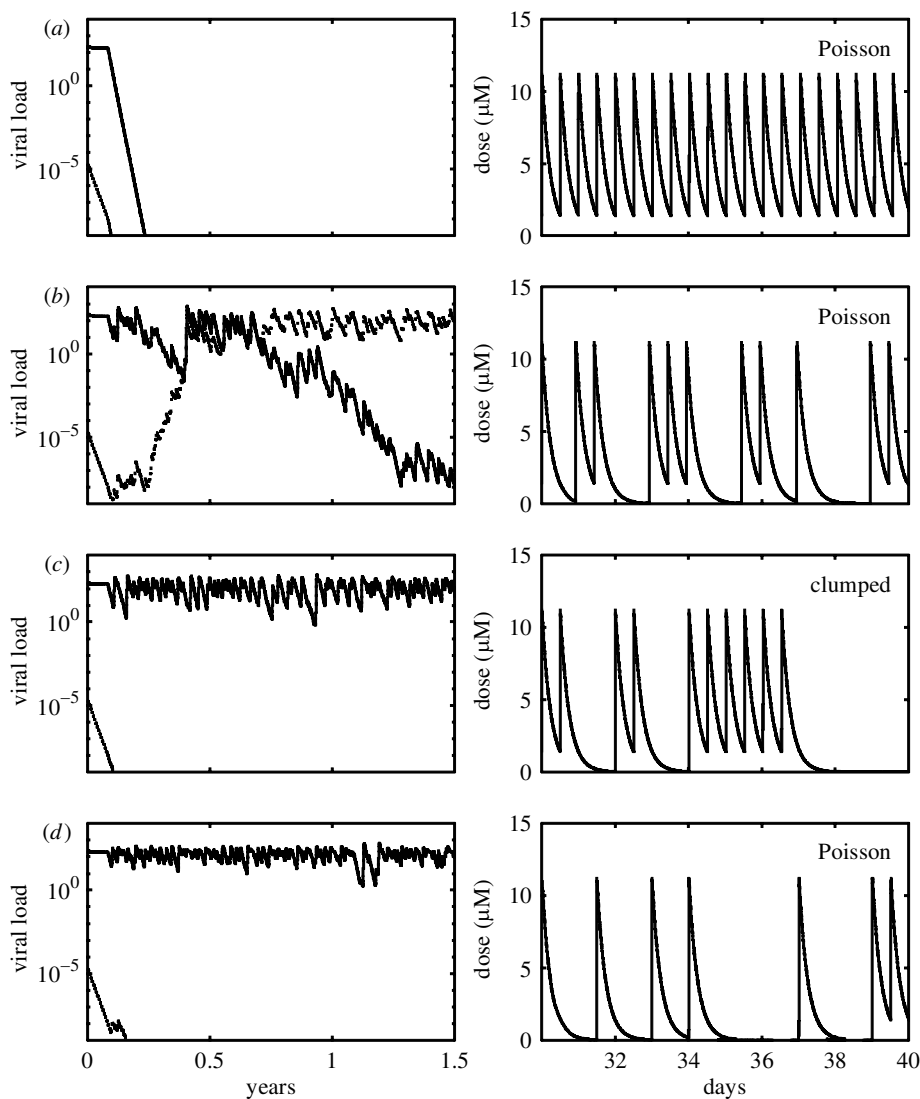 (a)
viral load
10^0
10^-5
dose (μM)
15
10
5
0
Poisson
(b)
viral load
10^0
10^-5
dose (μM)
15
10
5
0
Poisson
(c)
viral load
10^0
10^-5
dose (μM)
15
10
5
0
clumped
(d)
viral load
10^0
10^-5
0 0.5 1 1.5
years
dose (μM)
15
10
5
0
Poisson
32 34 36 38 40
days